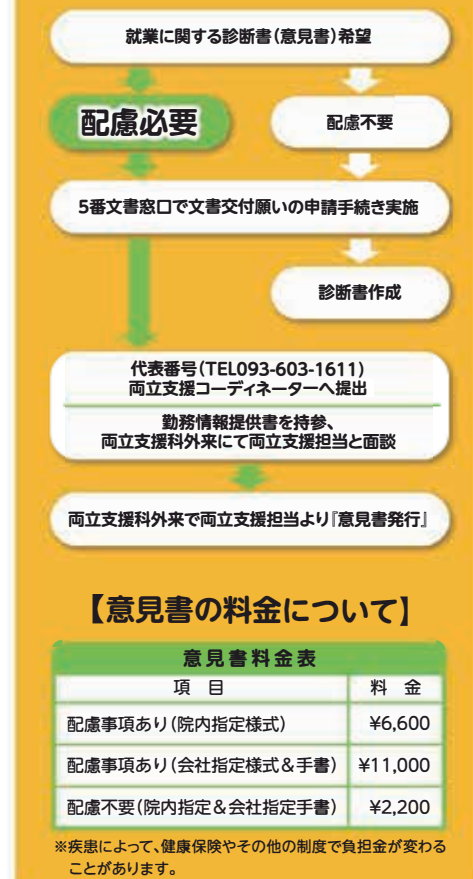 就業に関する診断書(意見書)希望
配慮必要
配慮不要
5番文書窓口で文書交付願いの申請手続き実施
診断書作成
代表番号(TEL093-603-1611)
両立支援コーディネーターへ提出
勤務情報提供書を持参、
両立支援科外来にて両立支援担当と面談
両立支援科外来で両立支援担当より『意見書発行』
【意見書の料金について】
意見書料金表
項 目 料 金
配慮事項あり(院内指定様式) ¥6,600
配慮事項あり(会社指定様式&手書) ¥11,000
配慮不要(院内指定&会社指定手書) ¥2,200
※疾患によって、健康保険やその他の制度で負担金が変わる
ことがあります。